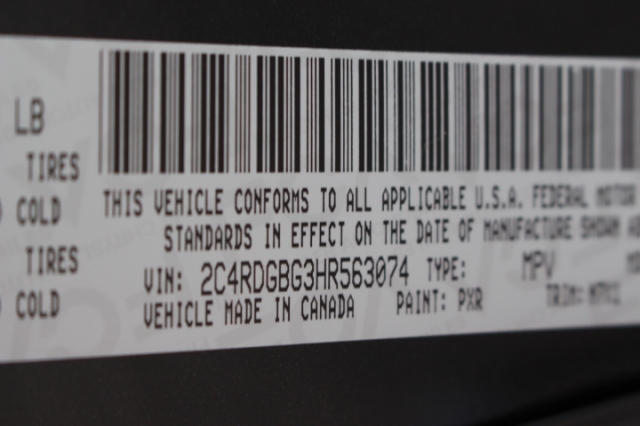 LB
TIRES
COLD
TIRES
COLD
THIS VEHICLE CONFORMS TO ALL APPLICABLE U.S.A. FEDERAL MOTOR
STANDARDS IN EFFECT ON THE DATE OF MANUFACTURE SHOWN
VIN: 2C4RDGBG3HR563074 TYPE: MPV
VEHICLE MADE IN CANADA PAINT: PXR TRIM: